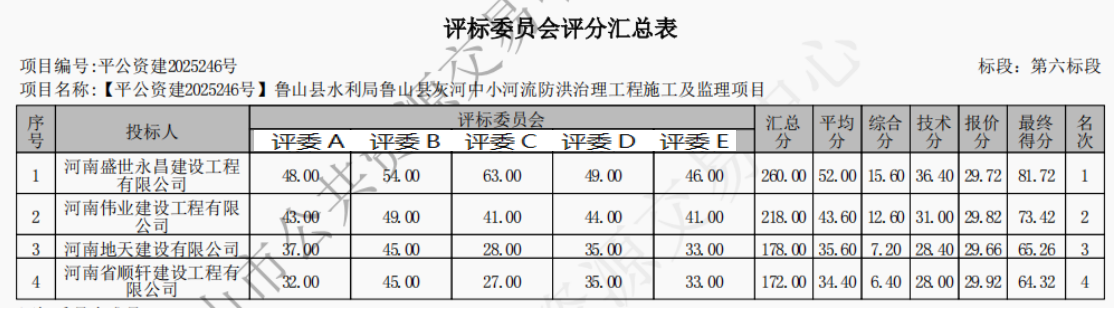 评标委员会评分汇总表
项目编号:平公资建2025246号 标段：第六标段
项目名称:【平公资建2025246号】鲁山县水利局鲁山县灰河中小河流防洪治理工程施工及监理项目
序号 投标人 评标委员会 汇总分 平均分 综合分 技术分 报价分 最终得分 名次
评委 A 评委 B 评委 C 评委 D 评委 E
1 河南盛世永昌建设工程有限公司 48.00 54.00 63.00 49.00 46.00 260.00 52.00 15.60 36.40 29.72 81.72 1
2 河南伟业建设工程有限公司 43.00 49.00 41.00 44.00 41.00 218.00 43.60 12.60 31.00 29.82 73.42 2
3 河南地天建设有限公司 37.00 45.00 28.00 35.00 33.00 178.00 35.60 7.20 28.40 29.66 65.26 3
4 河南省顺轩建设工程有限公司 32.00 45.00 27.00 35.00 33.00 172.00 34.40 6.40 28.00 29.92 64.32 4